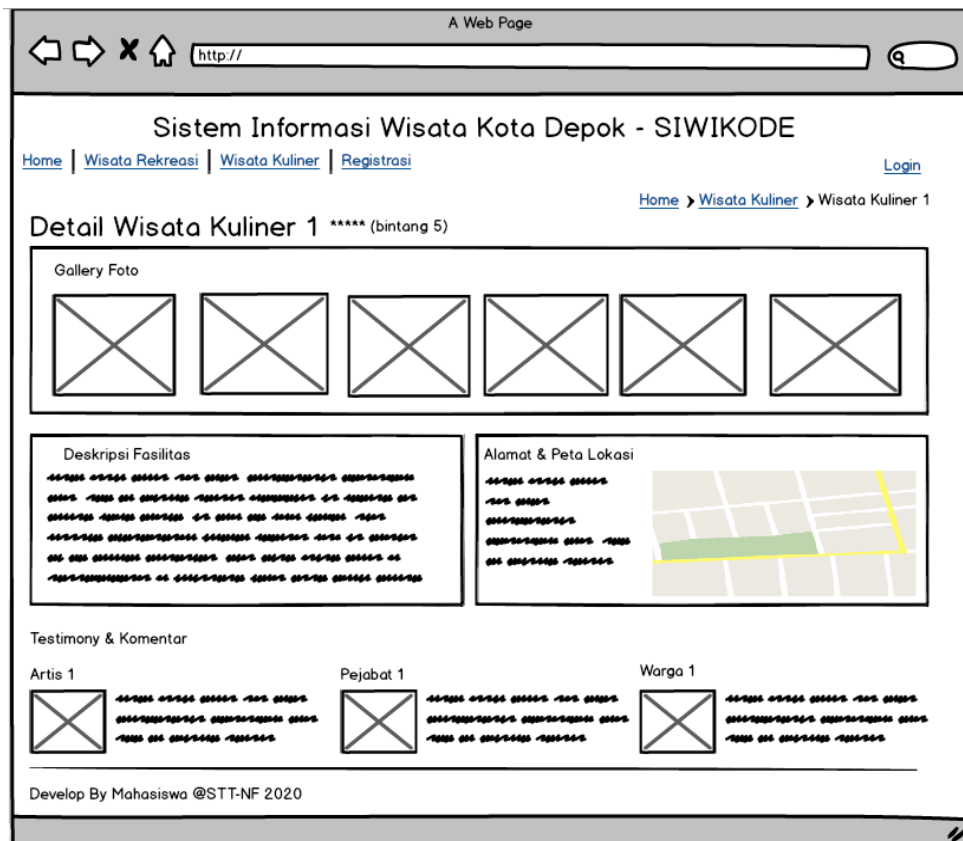 A Web Page
http://
Sistem Informasi Wisata Kota Depok - SIWIKODE
Home | Wisata Rekreasi | Wisata Kuliner | Registrasi
Login
Home ❯ Wisata Kuliner ❯ Wisata Kuliner 1
Detail Wisata Kuliner 1 ***** (bintang 5)
Gallery Foto
Deskripsi Fasilitas
Alamat & Peta Lokasi
Testimony & Komentar
Artis 1
Pejabat 1
Warga 1
Develop By Mahasiswa @STT-NF 2020